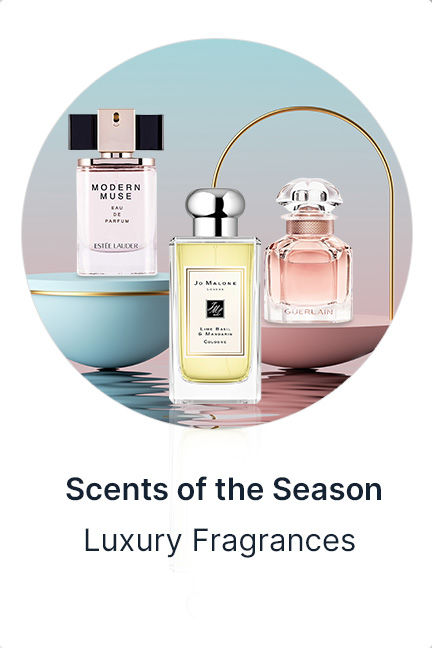 MODERN
MUSE
EAU
DE
PARFUM
ESTĒE LAUDER
JO MALONE
LONDON
LIME BASIL
& MANDARIN
COLOGNE
GUERLAIN
Scents of the Season
Luxury Fragrances